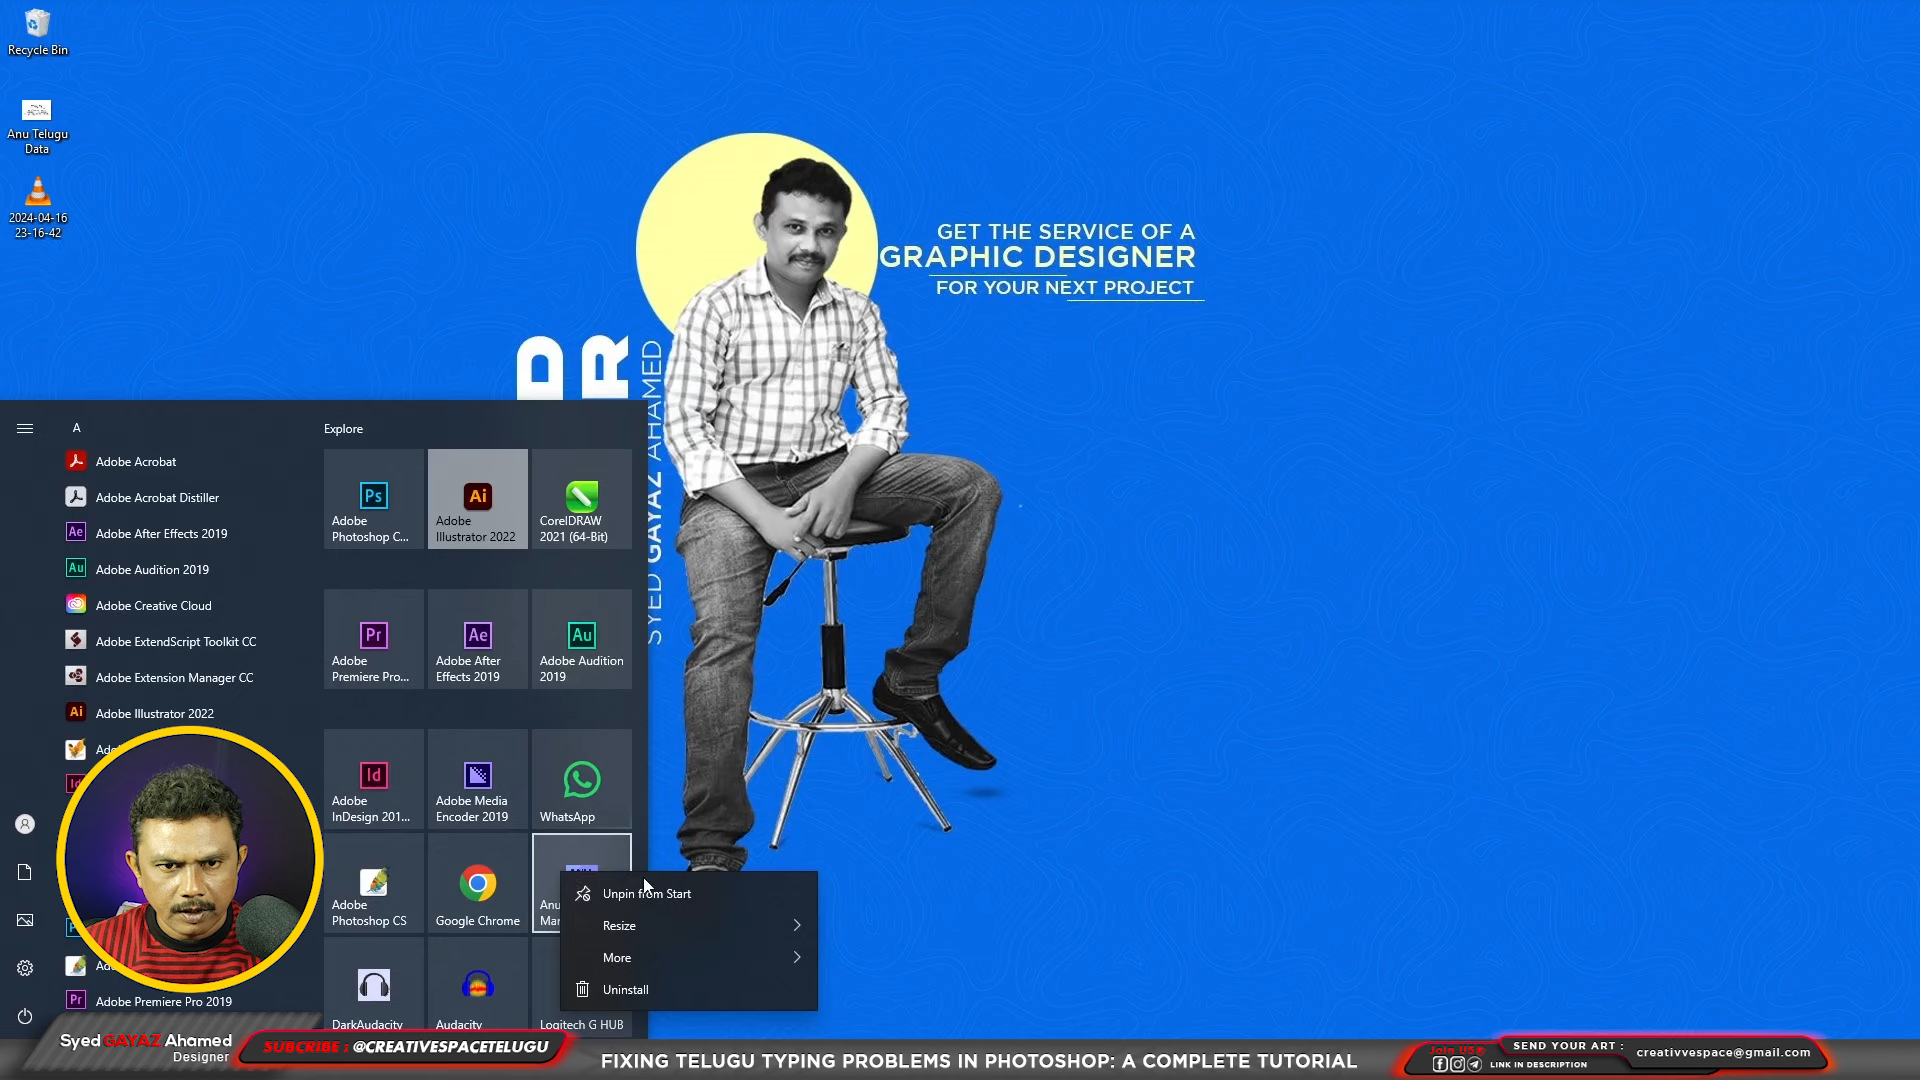 Recycle Bin
Anu Telugu
Data
2024-04-16
23-16-42
GET THE SERVICE OF A
GRAPHIC DESIGNER
FOR YOUR NEXT PROJECT
SYED GAYAZ AHAMED
A
Adobe Acrobat
Adobe Acrobat Distiller
Adobe After Effects 2019
Adobe Audition 2019
Adobe Creative Cloud
Adobe ExtendScript Toolkit CC
Adobe Extension Manager CC
Adobe Illustrator 2022
Adobe Premiere Pro 2019
Explore
Adobe
Photoshop C...
Adobe
Illustrator 2022
CorelDRAW
2021 (64-Bit)
Adobe
Premiere Pro...
Adobe After
Effects 2019
Adobe Audition
2019
Adobe
InDesign 201...
Adobe Media
Encoder 2019
WhatsApp
Adobe
Photoshop CS
Google Chrome
Anu
DarkAudacity
Audacity
Logitech G HUB
Unpin from Start
Resize
More
Uninstall
Syed GAYAZ Ahamed
Designer
SUBCRIBE : @CREATIVESPACETELUGU
FIXING TELUGU TYPING PROBLEMS IN PHOTOSHOP: A COMPLETE TUTORIAL
Join US
LINK IN DESCRIPTION
SEND YOUR ART :
creativvespace@gmail.com